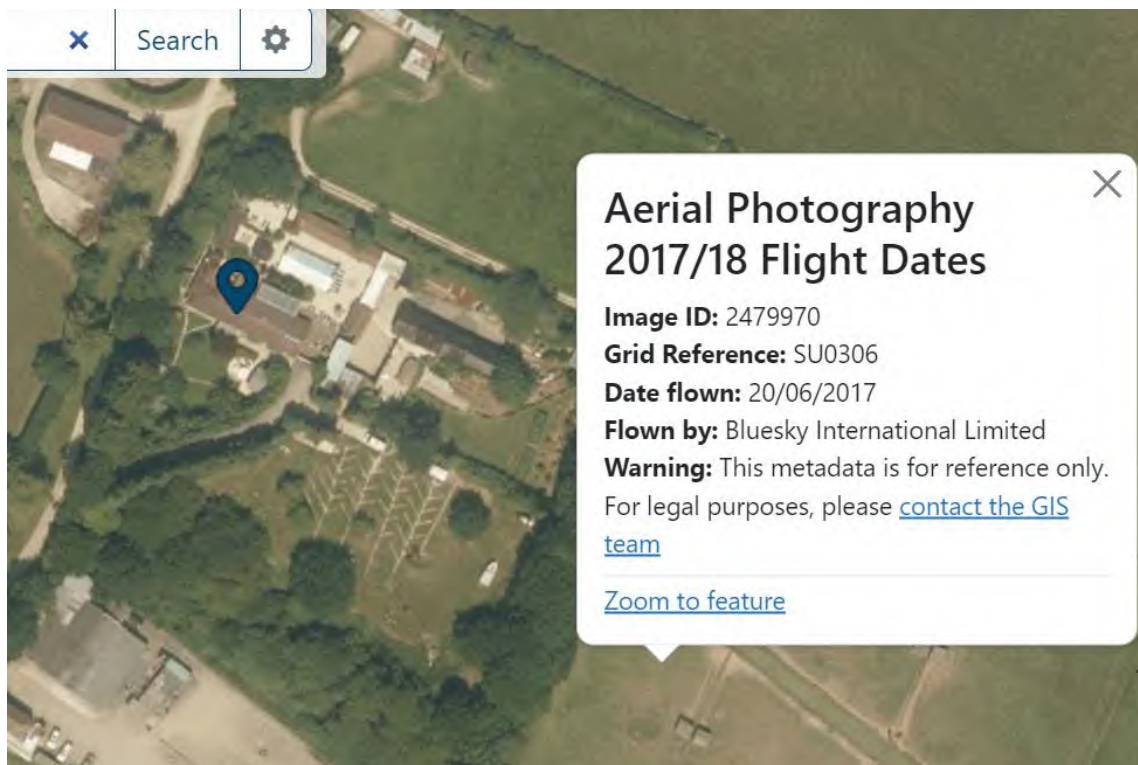 Search
Aerial Photography
2017/18 Flight Dates
Image ID: 2479970
Grid Reference: SU0306
Date flown: 20/06/2017
Flown by: Bluesky International Limited
Warning: This metadata is for reference only.
For legal purposes, please contact the GIS
team
Zoom to feature